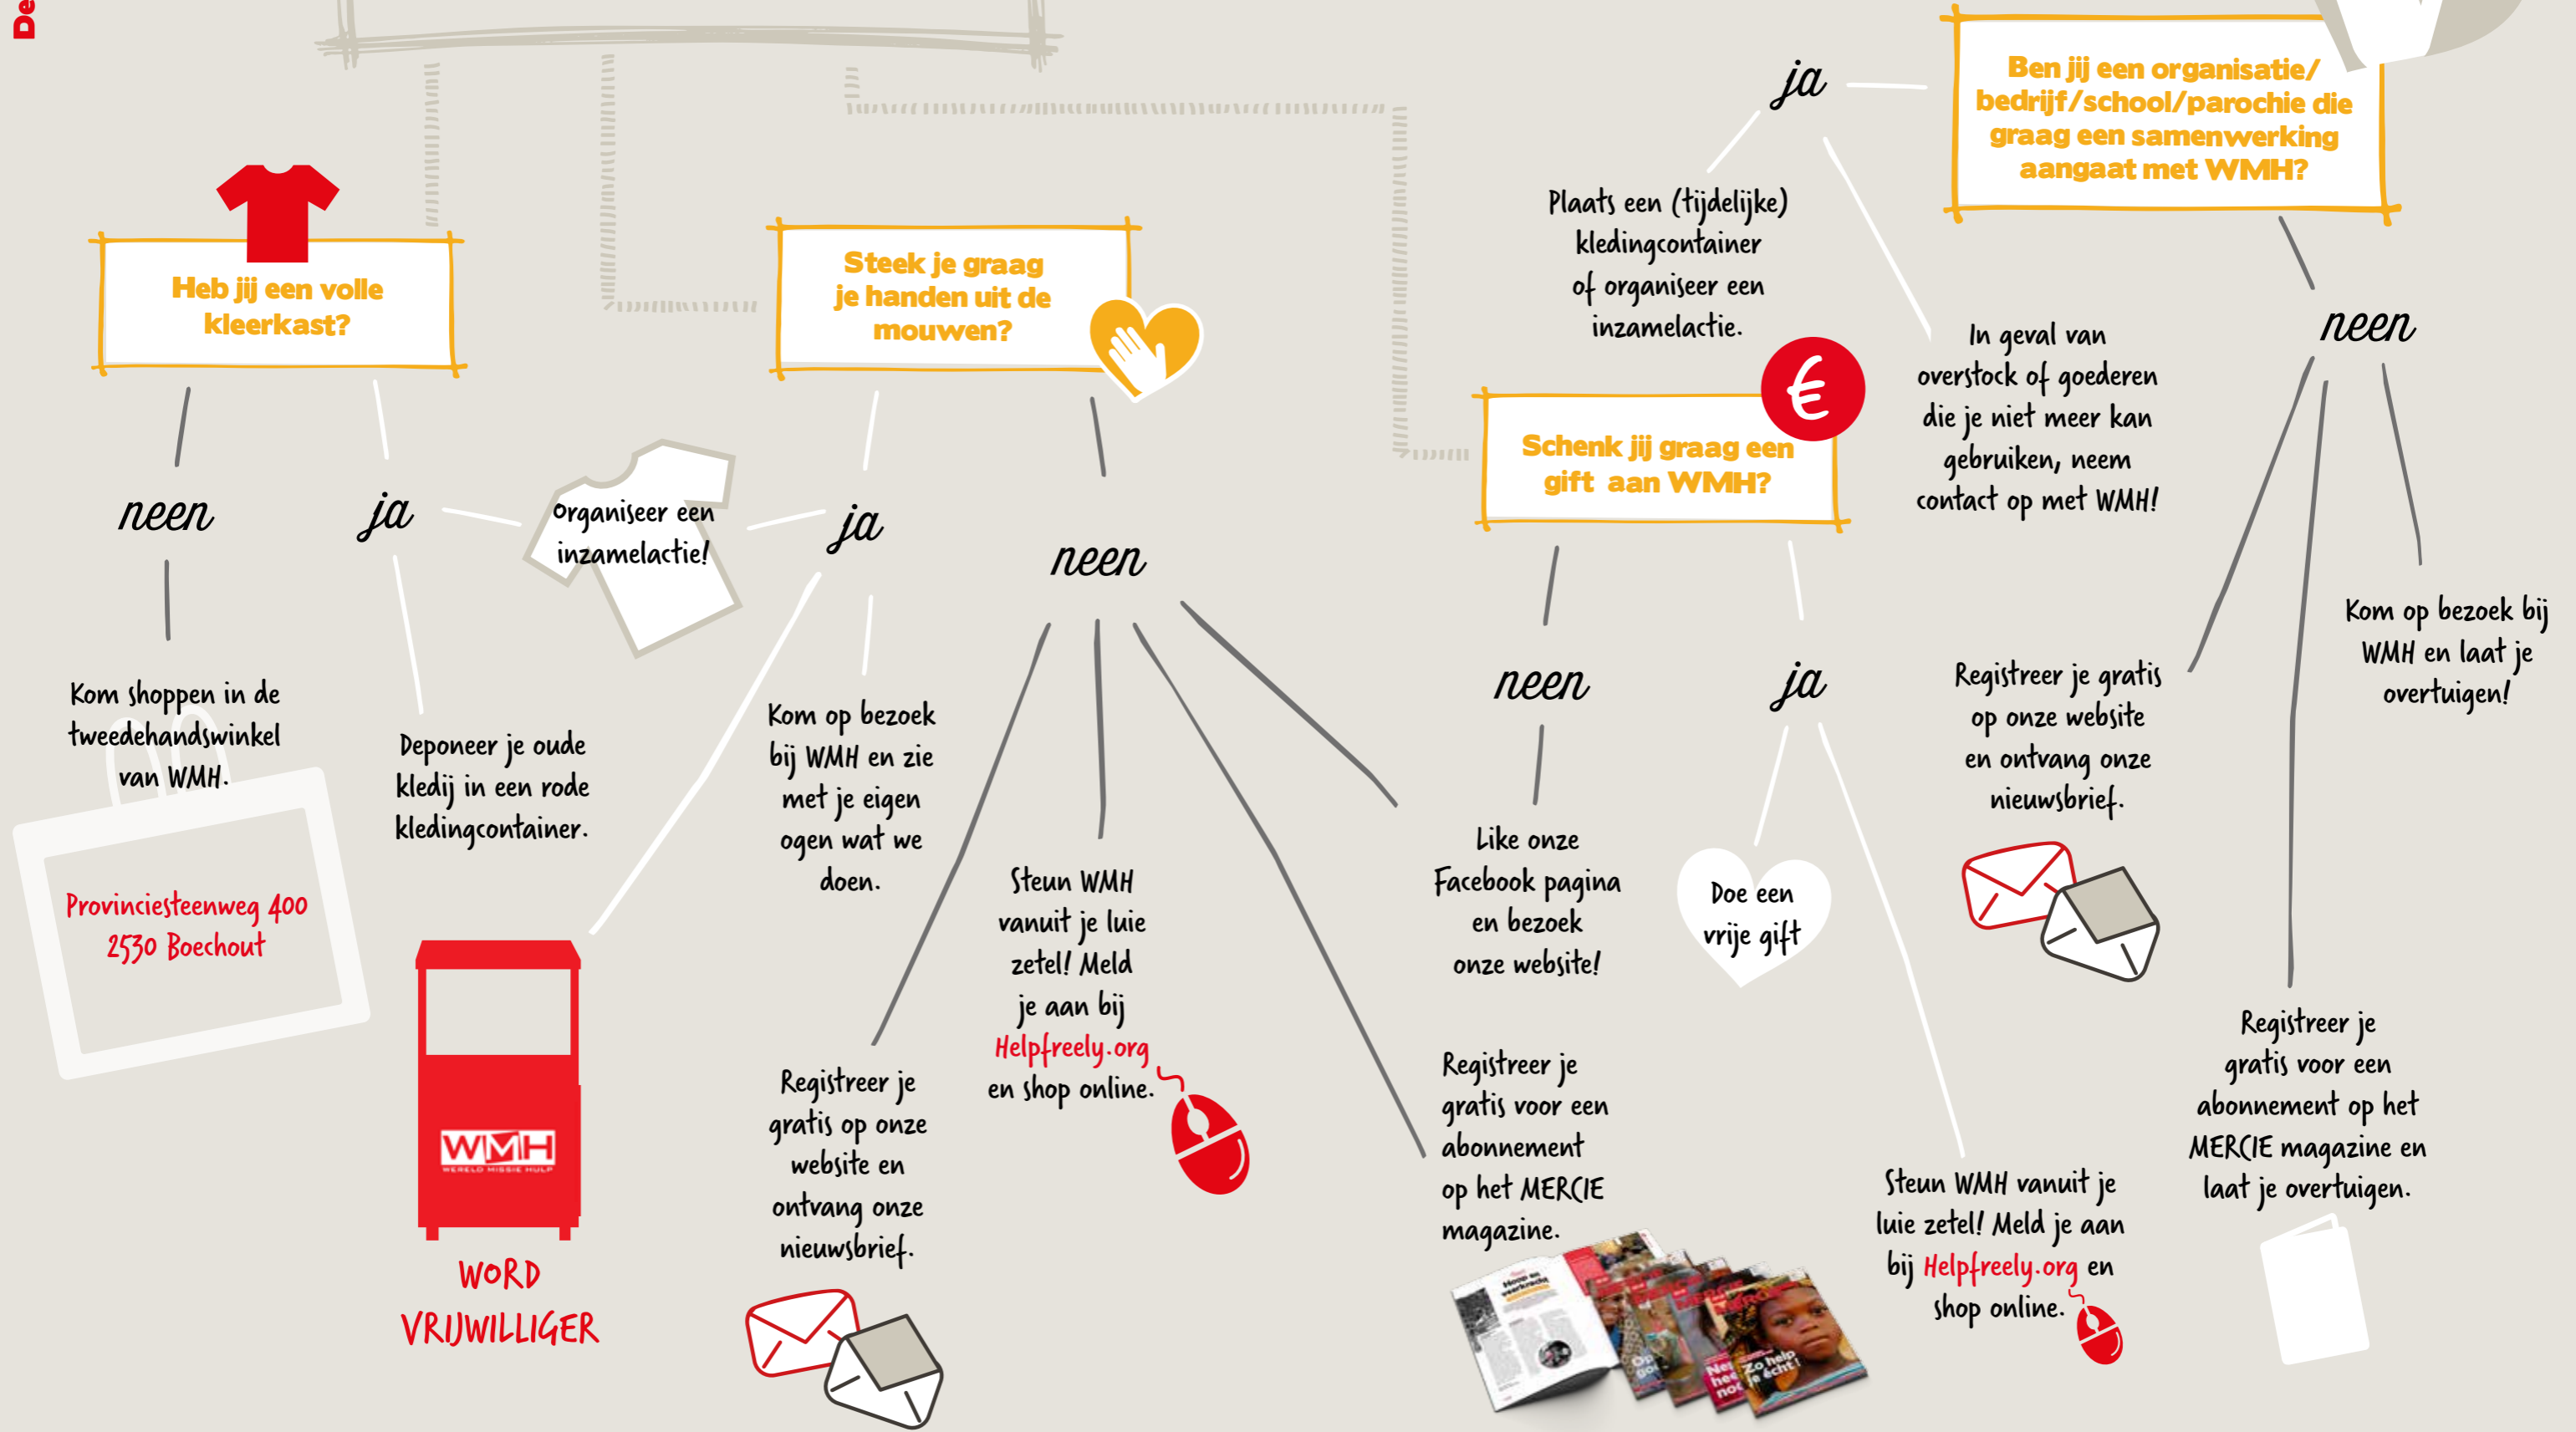 De
Heb jij een volle
kleerkast?
neen
ja
Kom shoppen in de
tweedehandswinkel
van WMH.
Provinciesteenweg 400
2530 Boechout
Deponeer je oude
kledij in een rode
kledingcontainer.
Organiseer een
inzamelactie!
Steek je graag
je handen uit de
mouwen?
ja
neen
WMH
WERELD MISSIE HULP
WORD
VRIJWILLIGER
Kom op bezoek
bij WMH en zie
met je eigen
ogen wat we
doen.
Registreer je
gratis op onze
website en
ontvang onze
nieuwsbrief.
Steun WMH
vanuit je luie
zetel! Meld
je aan bij
Helpfreely.org
en shop online.
Registreer je
gratis voor een
abonnement
op het MERCIE
magazine.
Hoop en
veerkracht
Zo help
je écht!
Schenk jij graag een
gift aan WMH?
€
neen
ja
Like onze
Facebook pagina
en bezoek
onze website!
Doe een
vrije gift
Steun WMH vanuit je
luie zetel! Meld je aan
bij Helpfreely.org en
shop online.
Ben jij een organisatie/
bedrijf/school/parochie die
graag een samenwerking
aangaat met WMH?
ja
neen
Plaats een (tijdelijke)
kledingcontainer
of organiseer een
inzamelactie.
In geval van
overstock of goederen
die je niet meer kan
gebruiken, neem
contact op met WMH!
Registreer je gratis
op onze website
en ontvang onze
nieuwsbrief.
Registreer je
gratis voor een
abonnement op het
MERCIE magazine en
laat je overtuigen.
Kom op bezoek bij
WMH en laat je
overtuigen!